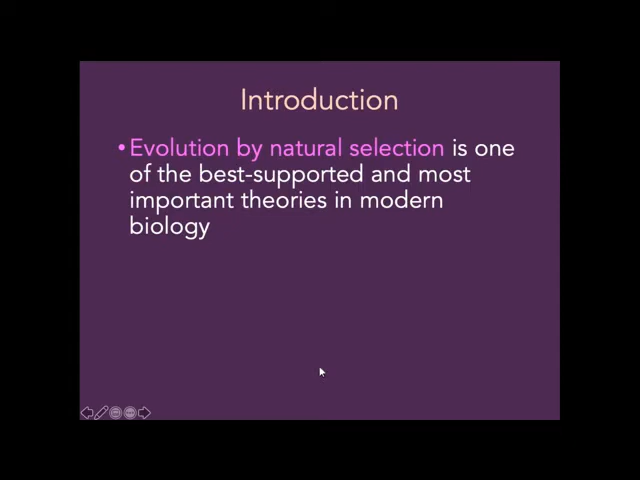 Introduction
•Evolution by natural selection is one
of the best-supported and most
important theories in modern
biology